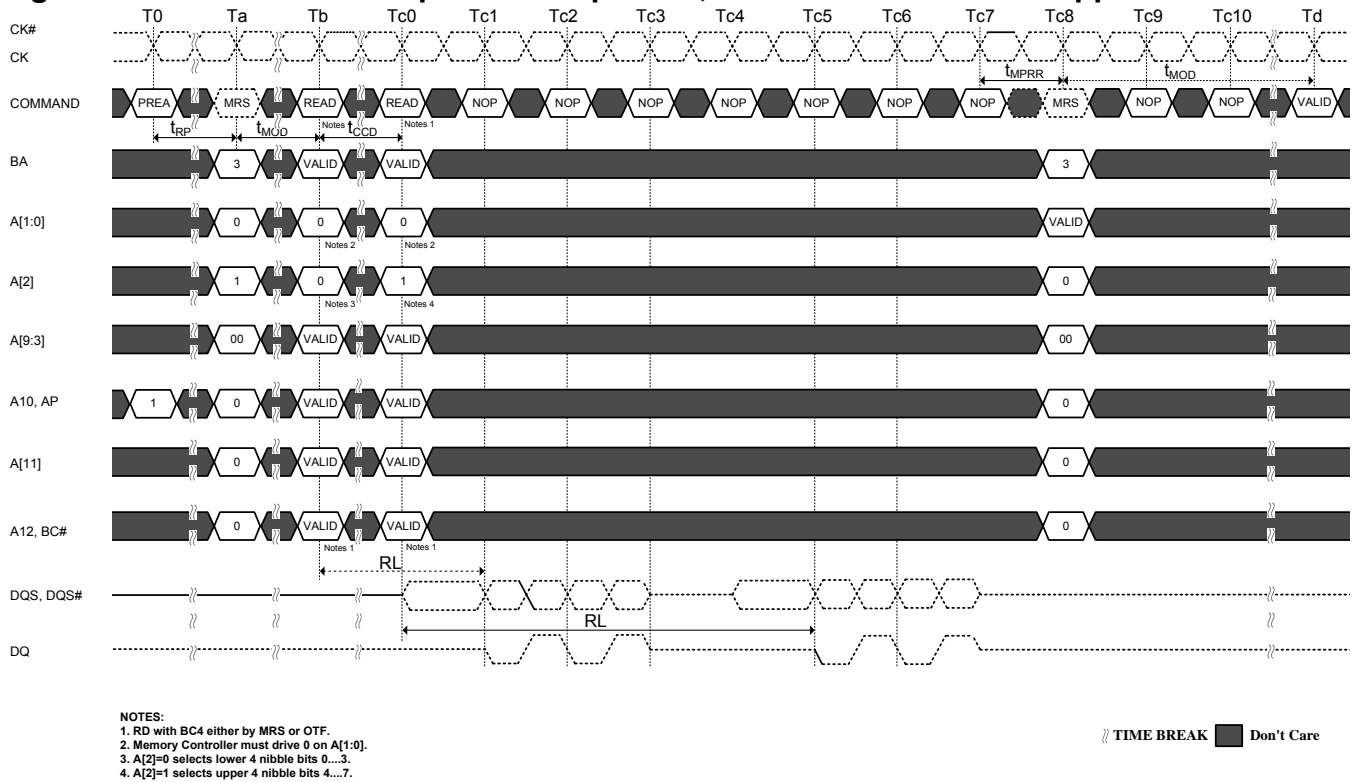 T0 Ta Tb Tc0 Tc1 Tc2 Tc3 Tc4 Tc5 Tc6 Tc7 Tc8 Tc9 Tc10 Td
CK#
CK
tMPRR tMOD
COMMAND PREA MRS READ READ NOP NOP NOP NOP NOP NOP NOP MRS NOP NOP VALID
Notes 1 Notes 1
tRP tMOD tCCD
BA 3 VALID VALID 3
A[1:0] 0 0 0 VALID
Notes 2 Notes 2
A[2] 1 0 1 0
Notes 3 Notes 4
A[9:3] 00 VALID VALID 00
A10, AP 1 0 VALID VALID 0
A[11] 0 VALID VALID 0
A12, BC# 0 VALID VALID 0
Notes 1 Notes 1
RL
DQS, DQS#
RL
DQ
NOTES:
1. RD with BC4 either by MRS or OTF.
2. Memory Controller must drive 0 on A[1:0].
3. A[2]=0 selects lower 4 nibble bits 0....3.
4. A[2]=1 selects upper 4 nibble bits 4....7.
TIME BREAK Don't Care